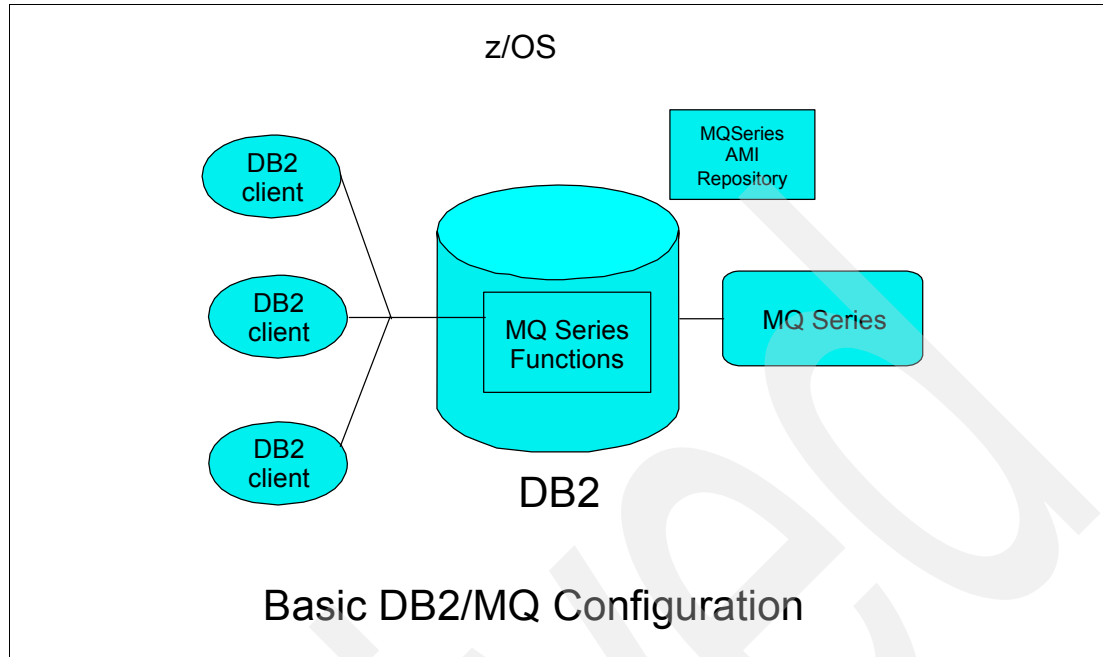 z/OS
MQSeries
AMI
Repository
DB2
client
DB2
client
DB2
client
MQ Series
Functions
MQ Series
DB2
Basic DB2/MQ Configuration